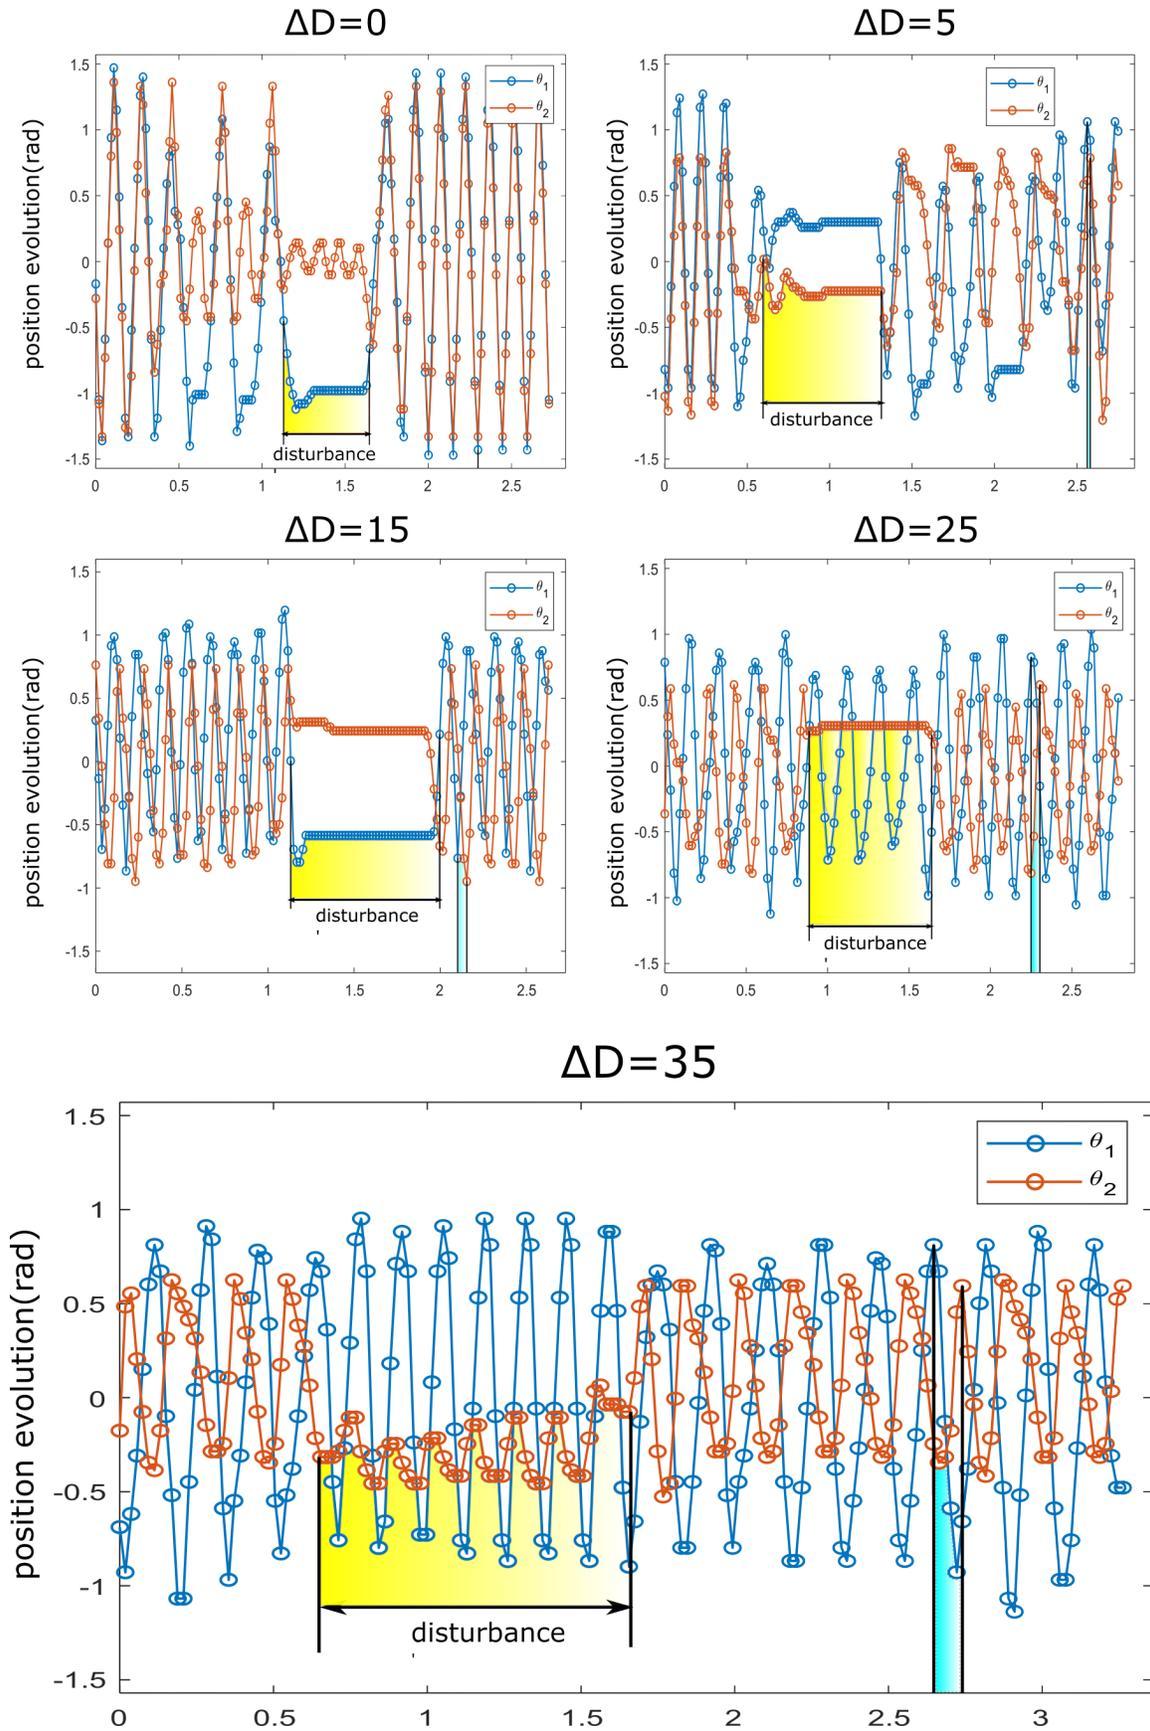 ΔD=0
position evolution(rad)
1.5
1
0.5
0
-0.5
-1
-1.5
θ1
θ2
disturbance
0 0.5 1 1.5 2 2.5
ΔD=5
position evolution(rad)
1.5
1
0.5
0
-0.5
-1
-1.5
θ1
θ2
disturbance
0 0.5 1 1.5 2 2.5
ΔD=15
position evolution(rad)
1.5
1
0.5
0
-0.5
-1
-1.5
θ1
θ2
disturbance
0 0.5 1 1.5 2 2.5
ΔD=25
position evolution(rad)
1.5
1
0.5
0
-0.5
-1
-1.5
θ1
θ2
disturbance
0 0.5 1 1.5 2 2.5
ΔD=35
position evolution(rad)
1.5
1
0.5
0
-0.5
-1
-1.5
θ1
θ2
disturbance
0 0.5 1 1.5 2 2.5 3